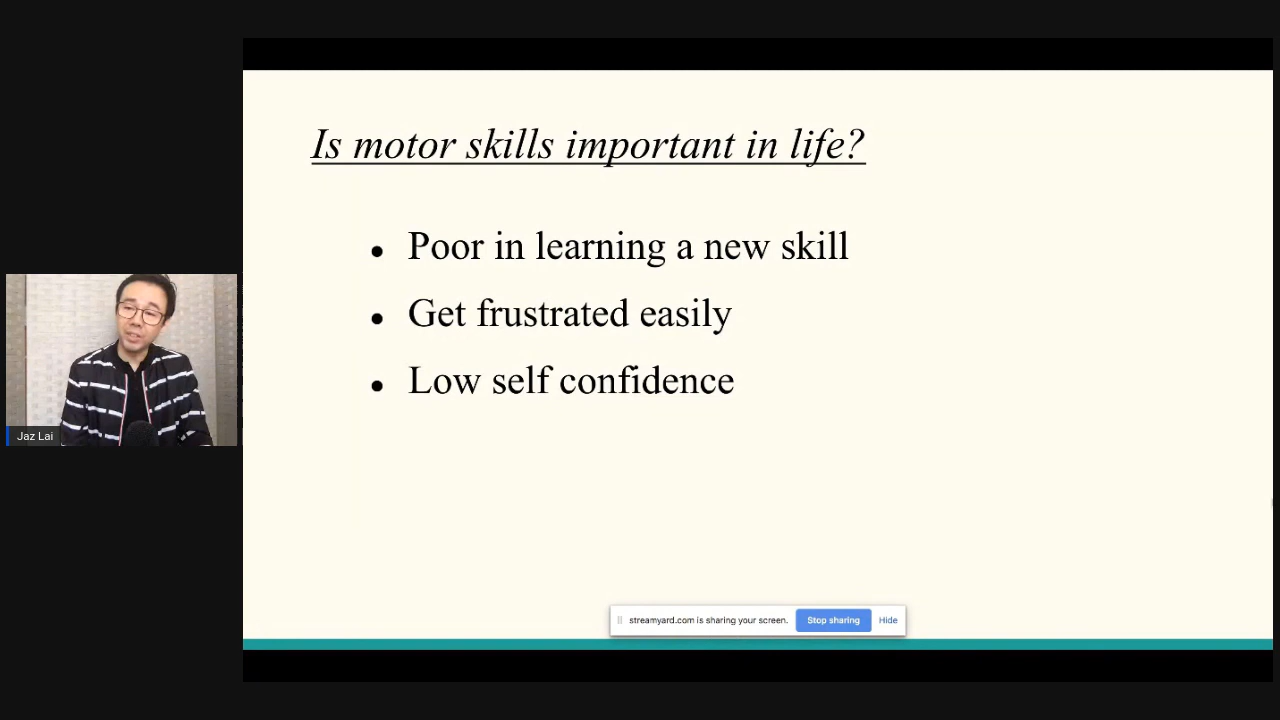 Is motor skills important in life?
Poor in learning a new skill
Get frustrated easily
Low self confidence
Jaz Lai
streamyard.com is sharing your screen. Stop sharing Hide